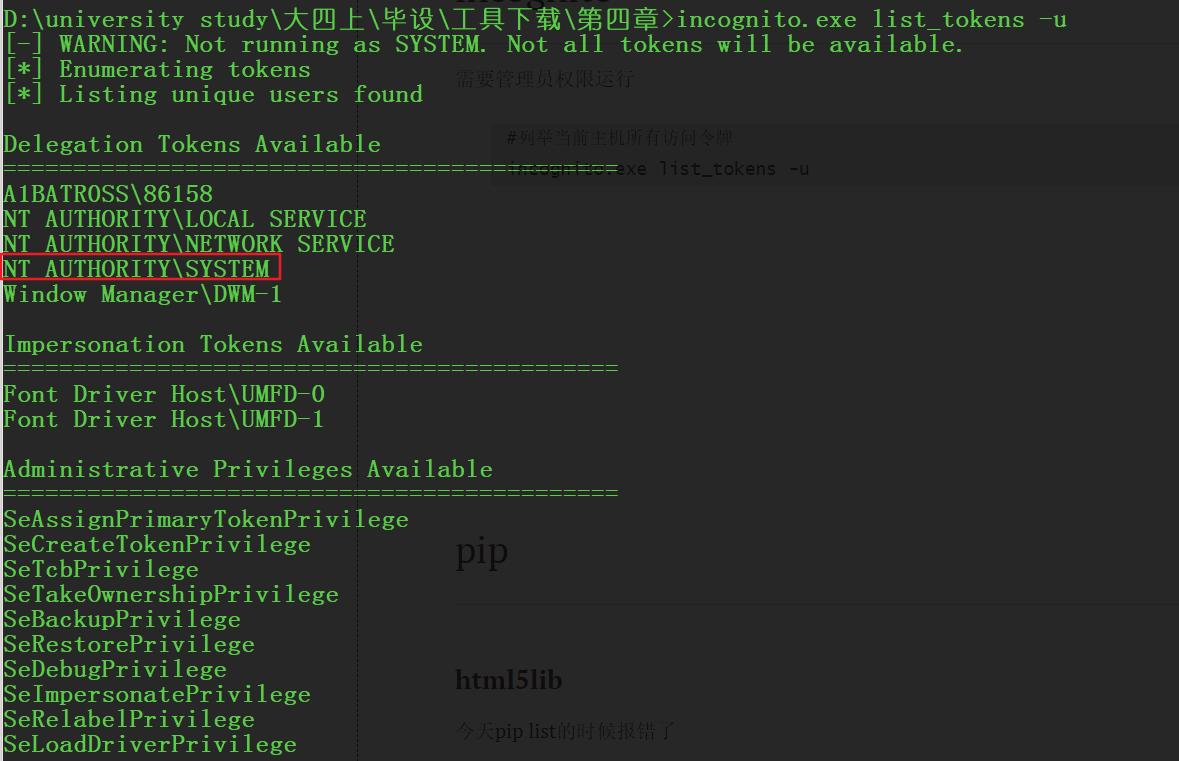 D:\university study\大四上\毕设\工具下载\第四章>incognito.exe list_tokens -u
[-] WARNING: Not running as SYSTEM. Not all tokens will be available.
[*] Enumerating tokens
需要管理员权限运行
[*] Listing unique users found
#列举当前主机所有访问令牌
Delegation Tokens Available
============================================
incognito.exe list_tokens -u
A1BATROSS\86158
NT AUTHORITY\LOCAL SERVICE
NT AUTHORITY\NETWORK SERVICE
NT AUTHORITY\SYSTEM
Window Manager\DWM-1
Impersonation Tokens Available
============================================
Font Driver Host\UMFD-0
Font Driver Host\UMFD-1
Administrative Privileges Available
============================================
SeAssignPrimaryTokenPrivilege
SeCreateTokenPrivilege
pip
SeTcbPrivilege
SeTakeOwnershipPrivilege
SeBackupPrivilege
SeRestorePrivilege
SeDebugPrivilege
html5lib
SeImpersonatePrivilege
SeRelabelPrivilege
今天pip list的时候报错了
SeLoadDriverPrivilege